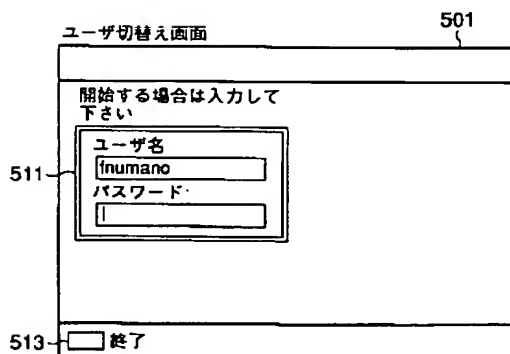 ユーザ切替え画面
501
開始する場合は入力して
下さい
ユーザ名
fnumano
パスワード
511
513
終了